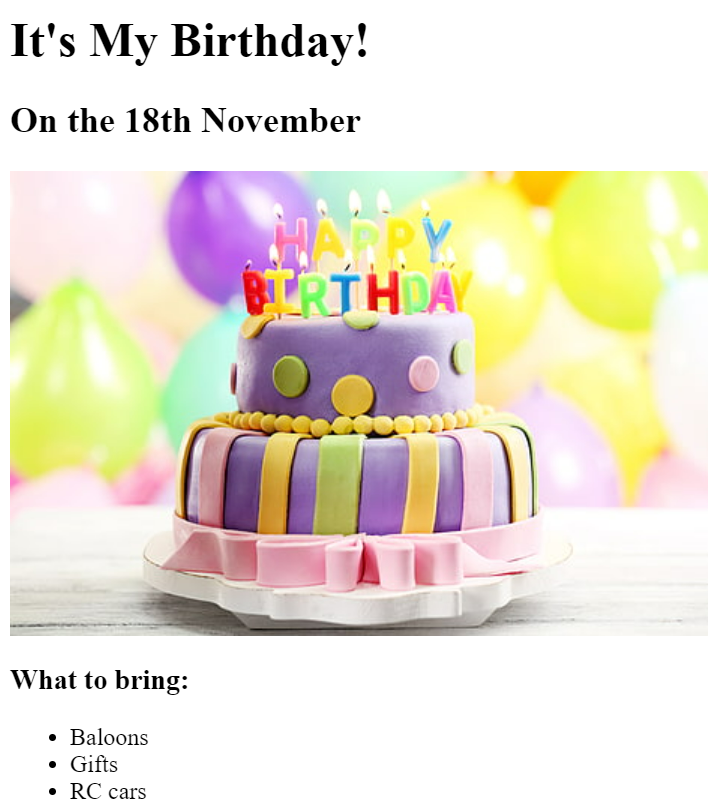 It's My Birthday!
On the 18th November
HAPPY
BIRTHDAY
What to bring:
Baloons
Gifts
RC cars